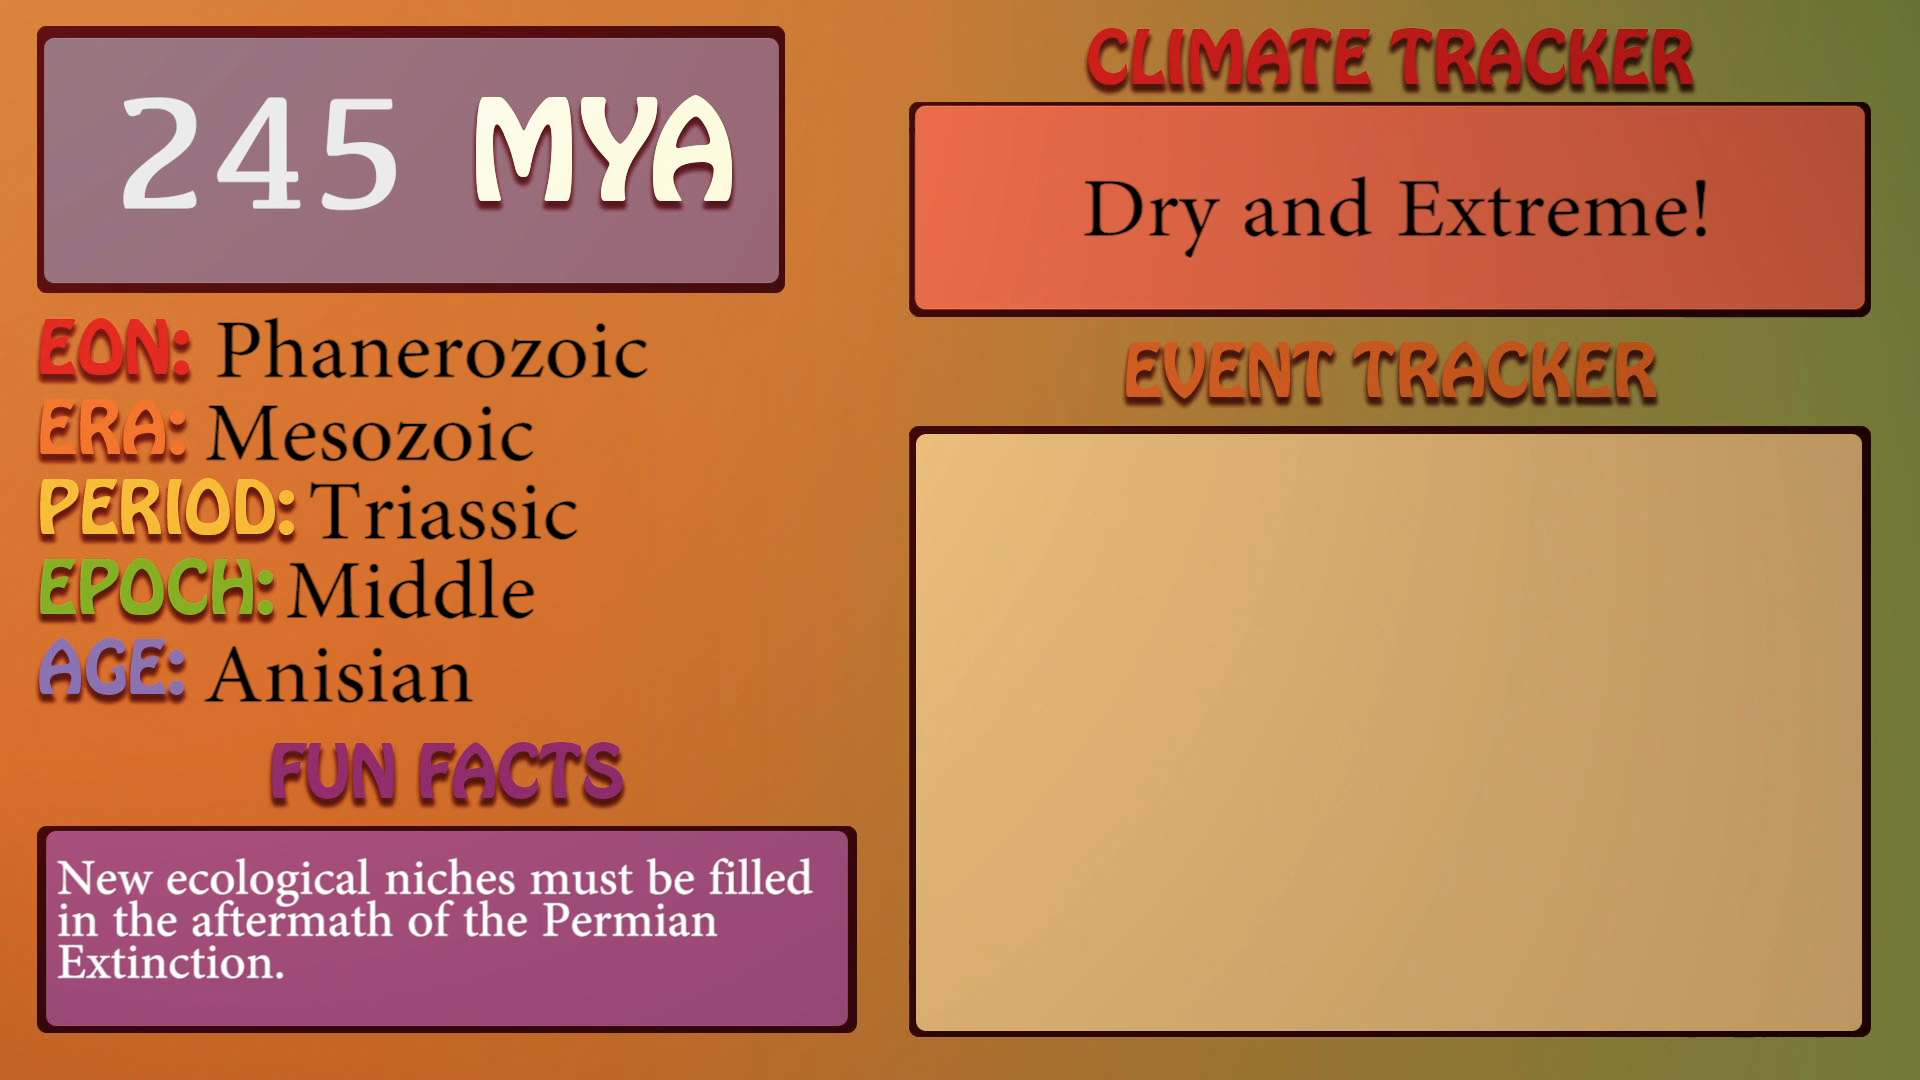 245 MYA
EON: Phanerozoic
ERA: Mesozoic
PERIOD: Triassic
EPOCH: Middle
AGE: Anisian
FUN FACTS
New ecological niches must be filled
in the aftermath of the Permian
Extinction.
CLIMATE TRACKER
Dry and Extreme!
EVENT TRACKER